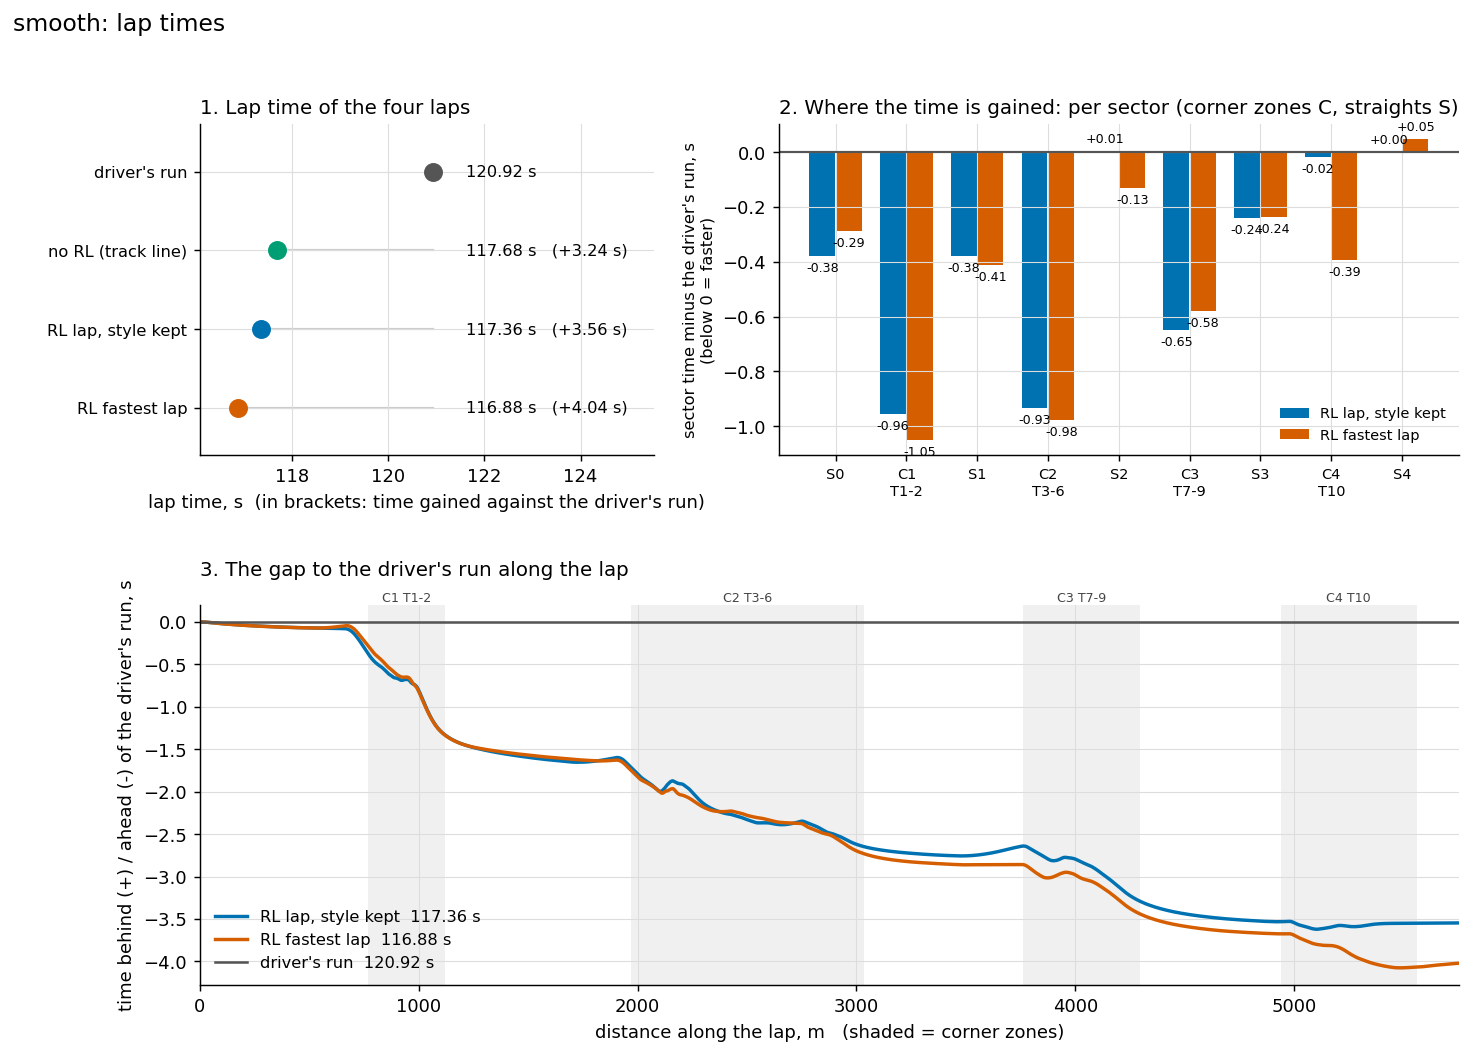 smooth: lap times
1. Lap time of the four laps
driver's run
120.92 s
no RL (track line)
117.68 s (+3.24 s)
RL lap, style kept
117.36 s (+3.56 s)
RL fastest lap
116.88 s (+4.04 s)
118 120 122 124
lap time, s (in brackets: time gained against the driver's run)
2. Where the time is gained: per sector (corner zones C, straights S)
sector time minus the driver's run, s
(below 0 = faster)
0.0
−0.2
−0.4
−0.6
−0.8
−1.0
-0.38
-0.29
-0.96
-1.05
-0.38
-0.41
-0.93
-0.98
+0.01
-0.13
-0.65
-0.58
-0.24
-0.24
-0.02
-0.39
+0.00
+0.05
RL lap, style kept
RL fastest lap
S0 C1 S1 C2 S2 C3 S3 C4 S4
T1-2 T3-6 T7-9 T10
3. The gap to the driver's run along the lap
C1 T1-2 C2 T3-6 C3 T7-9 C4 T10
time behind (+) / ahead (-) of the driver's run, s
0.0
−0.5
−1.0
−1.5
−2.0
−2.5
−3.0
−3.5
−4.0
RL lap, style kept 117.36 s
RL fastest lap 116.88 s
driver's run 120.92 s
0 1000 2000 3000 4000 5000
distance along the lap, m (shaded = corner zones)